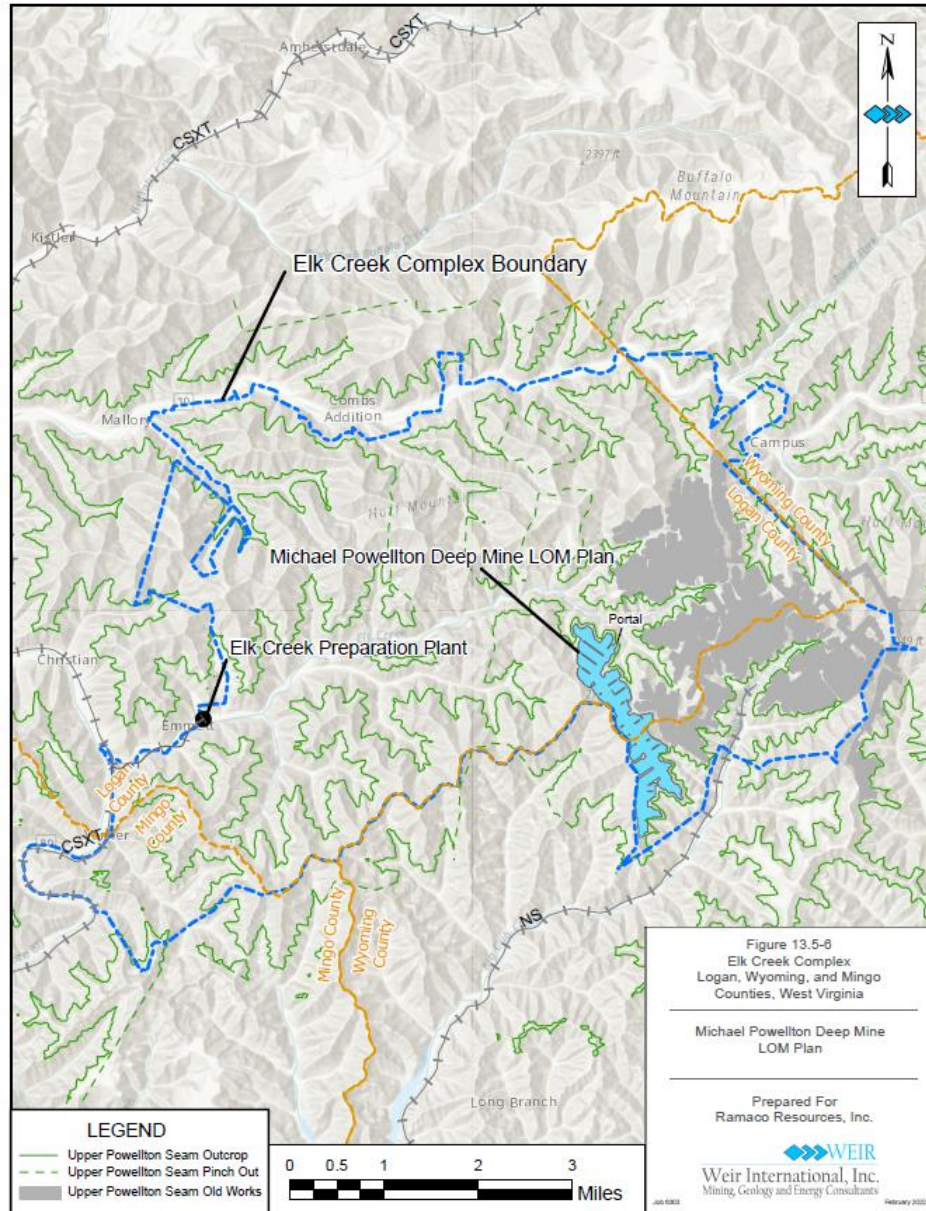 CSXT
Amherstdale
N
CSXT
2397 ft
Buffalo
Mountain
Kistler
Elk Creek Complex Boundary
10
Mallory
Combs
Addition
Campus
Huff Mountain
Wyoming County
Logan County
Michael Powellton Deep Mine LOM Plan
Portal
Christian
Elk Creek Preparation Plant
Emmett
Logan
County
Mingo
County
CSXT
80
Mingo County
Wyoming
County
NS
Long Branch
Figure 13.5-6
Elk Creek Complex
Logan, Wyoming, and Mingo
Counties, West Virginia
Michael Powellton Deep Mine
LOM Plan
Prepared For
Ramaco Resources, Inc.
WEIR
Weir International, Inc.
Mining, Geology and Energy Consultants
February 2022
LEGEND
Upper Powellton Seam Outcrop
Upper Powellton Seam Pinch Out
Upper Powellton Seam Old Works
0 0.5 1 2 3
Miles